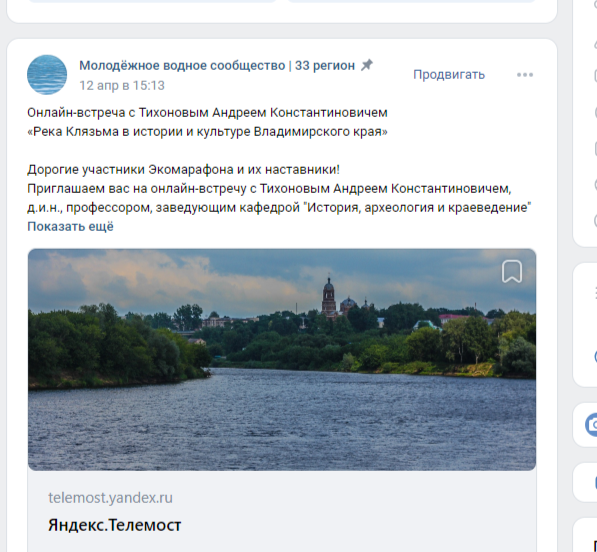 Молодёжное водное сообщество | 33 регион
12 апр в 15:13
Продвигать
Онлайн-встреча с Тихоновым Андреем Константиновичем
«Река Клязьма в истории и культуре Владимирского края»
Дорогие участники Экомарафона и их наставники!
Приглашаем вас на онлайн-встречу с Тихоновым Андреем Константиновичем,
д.и.н., профессором, заведующим кафедрой "История, археология и краеведение"
Показать ещё
telemost.yandex.ru
Яндекс.Телемост